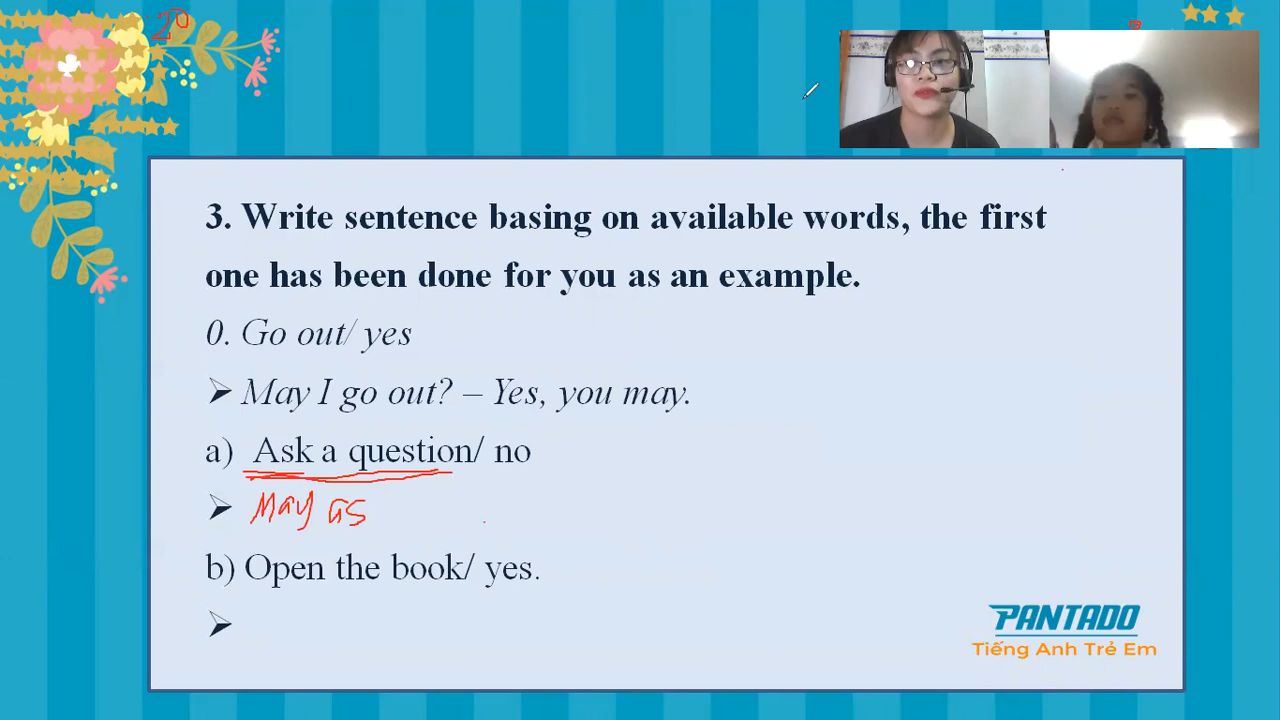 20
3. Write sentence basing on available words, the first
one has been done for you as an example.
0. Go out/ yes
➢ May I go out? – Yes, you may.
a) Ask a question/ no
➢ May as
b) Open the book/ yes.
➢
PANTADO
Tiếng Anh Trẻ Em